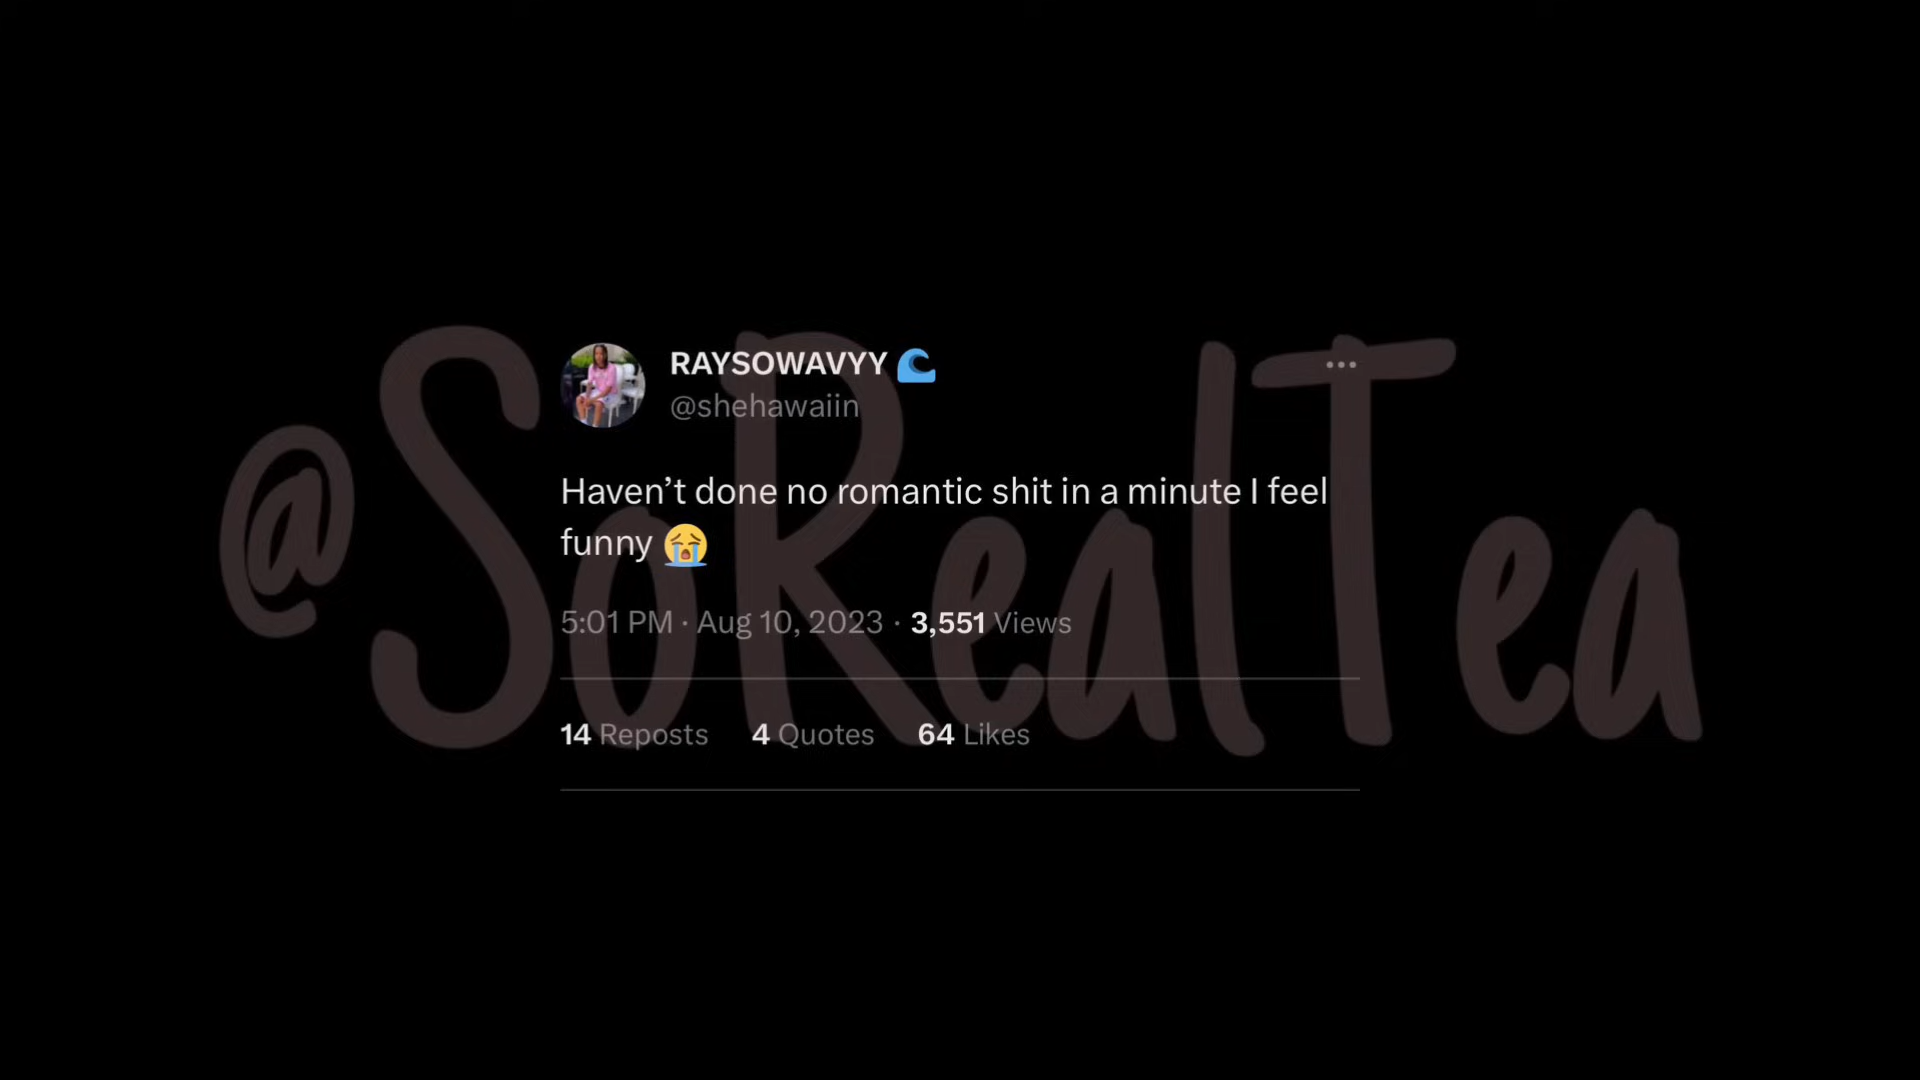 @SoRealTea
RAYSOWAVYY 🌊
@shehawaiin
Haven’t done no romantic shit in a minute I feel
funny 😭
5:01 PM · Aug 10, 2023 · 3,551 Views
14 Reposts 4 Quotes 64 Likes